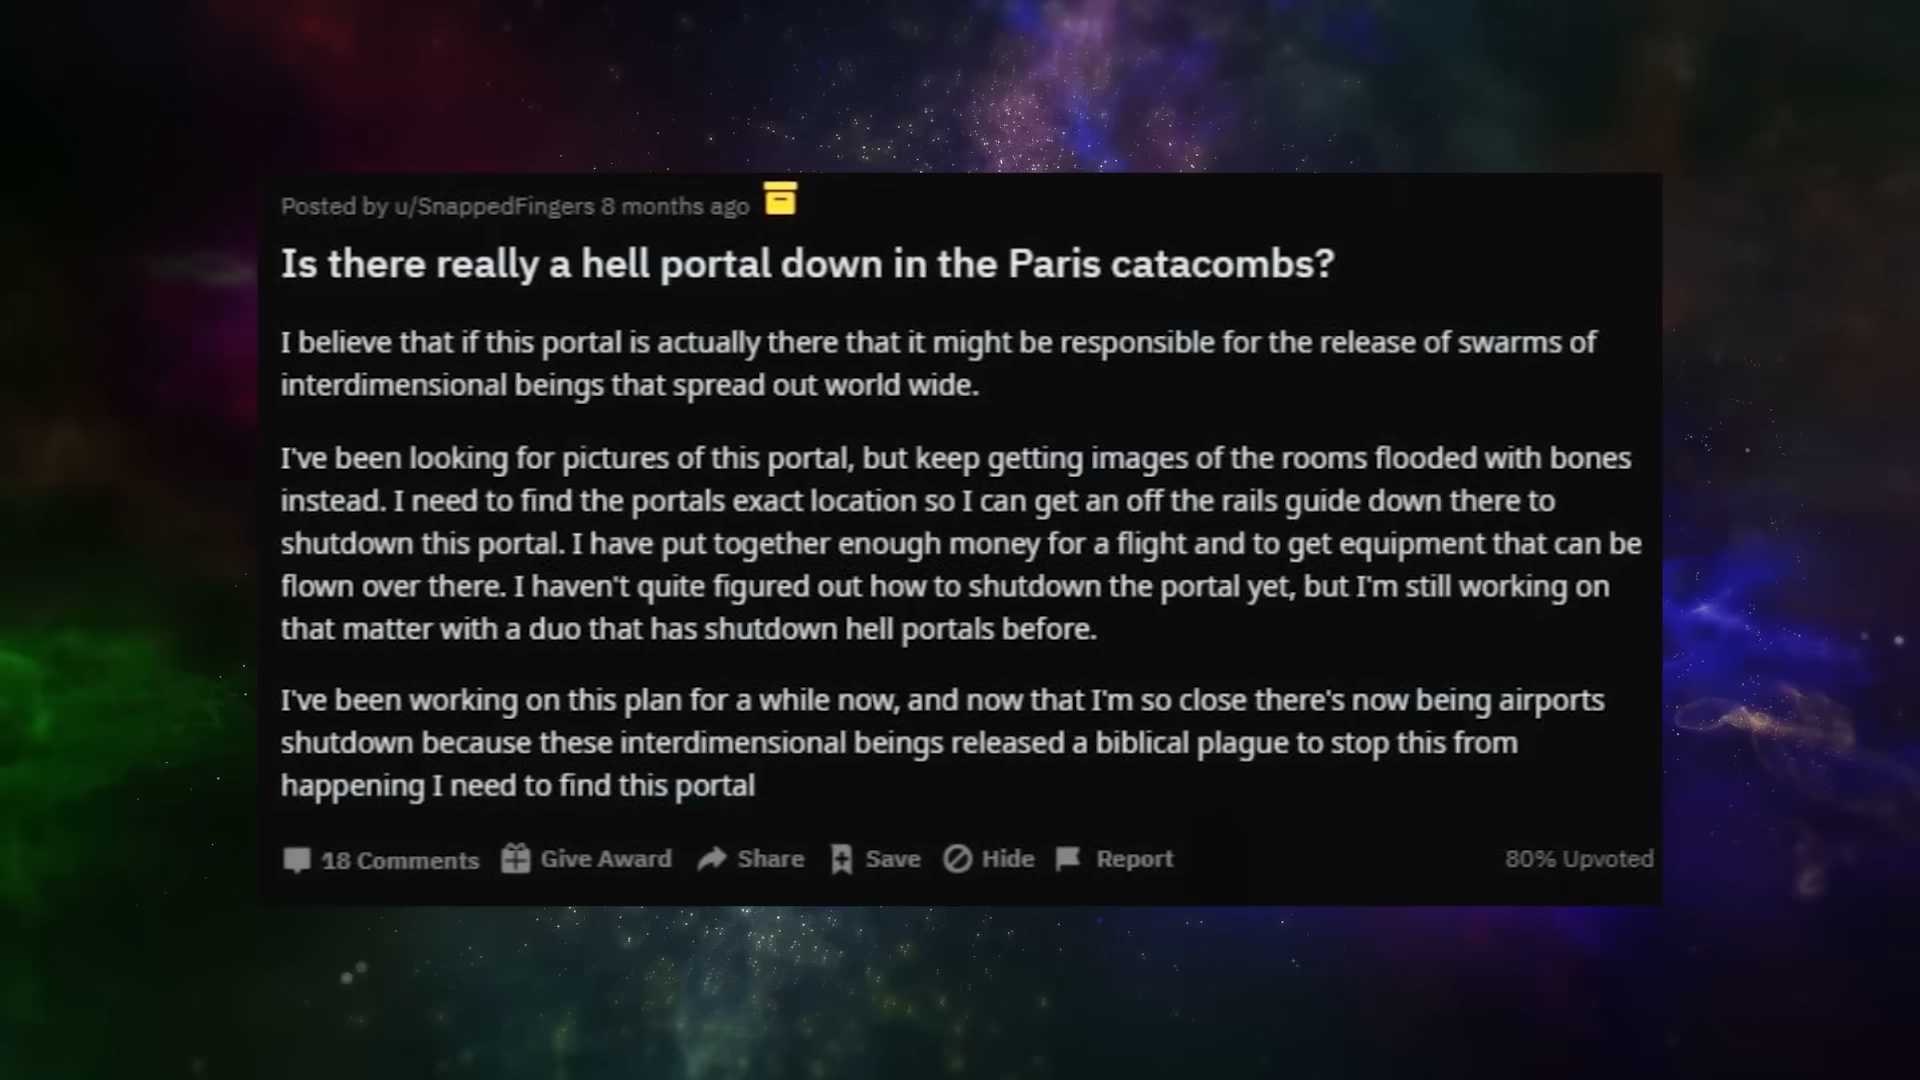 Posted by u/SnappedFingers 8 months ago
Is there really a hell portal down in the Paris catacombs?
I believe that if this portal is actually there that it might be responsible for the release of swarms of
interdimensional beings that spread out world wide.
I've been looking for pictures of this portal, but keep getting images of the rooms flooded with bones
instead. I need to find the portals exact location so I can get an off the rails guide down there to
shutdown this portal. I have put together enough money for a flight and to get equipment that can be
flown over there. I haven't quite figured out how to shutdown the portal yet, but I'm still working on
that matter with a duo that has shutdown hell portals before.
I've been working on this plan for a while now, and now that I'm so close there's now being airports
shutdown because these interdimensional beings released a biblical plague to stop this from
happening I need to find this portal
18 Comments Give Award Share Save Hide Report 80% Upvoted